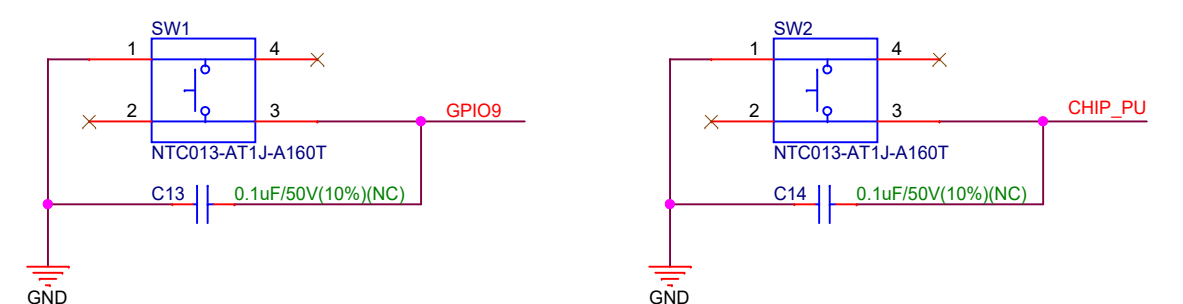 SW1
1
4
2
3
GPIO9
NTC013-AT1J-A160T
C13
0.1uF/50V(10%)(NC)
GND
SW2
1
4
2
3
CHIP_PU
NTC013-AT1J-A160T
C14
0.1uF/50V(10%)(NC)
GND